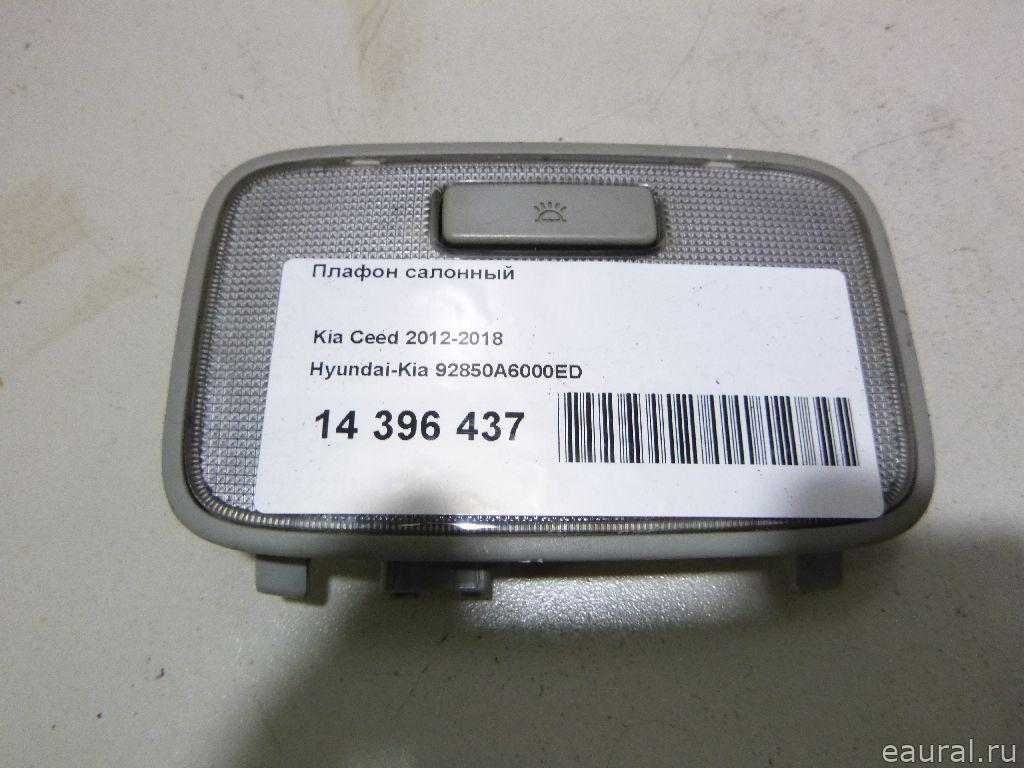 Плафон салонный
Kia Ceed 2012-2018
Hyundai-Kia 92850A6000ED
14 396 437
eaural.ru